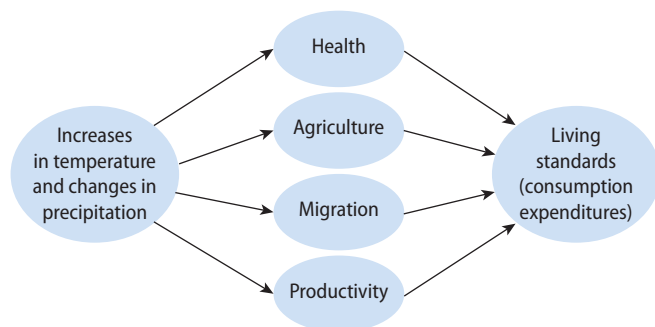 Health
Increases
in temperature
and changes in
precipitation
Agriculture
Migration
Productivity
Living
standards
(consumption
expenditures)